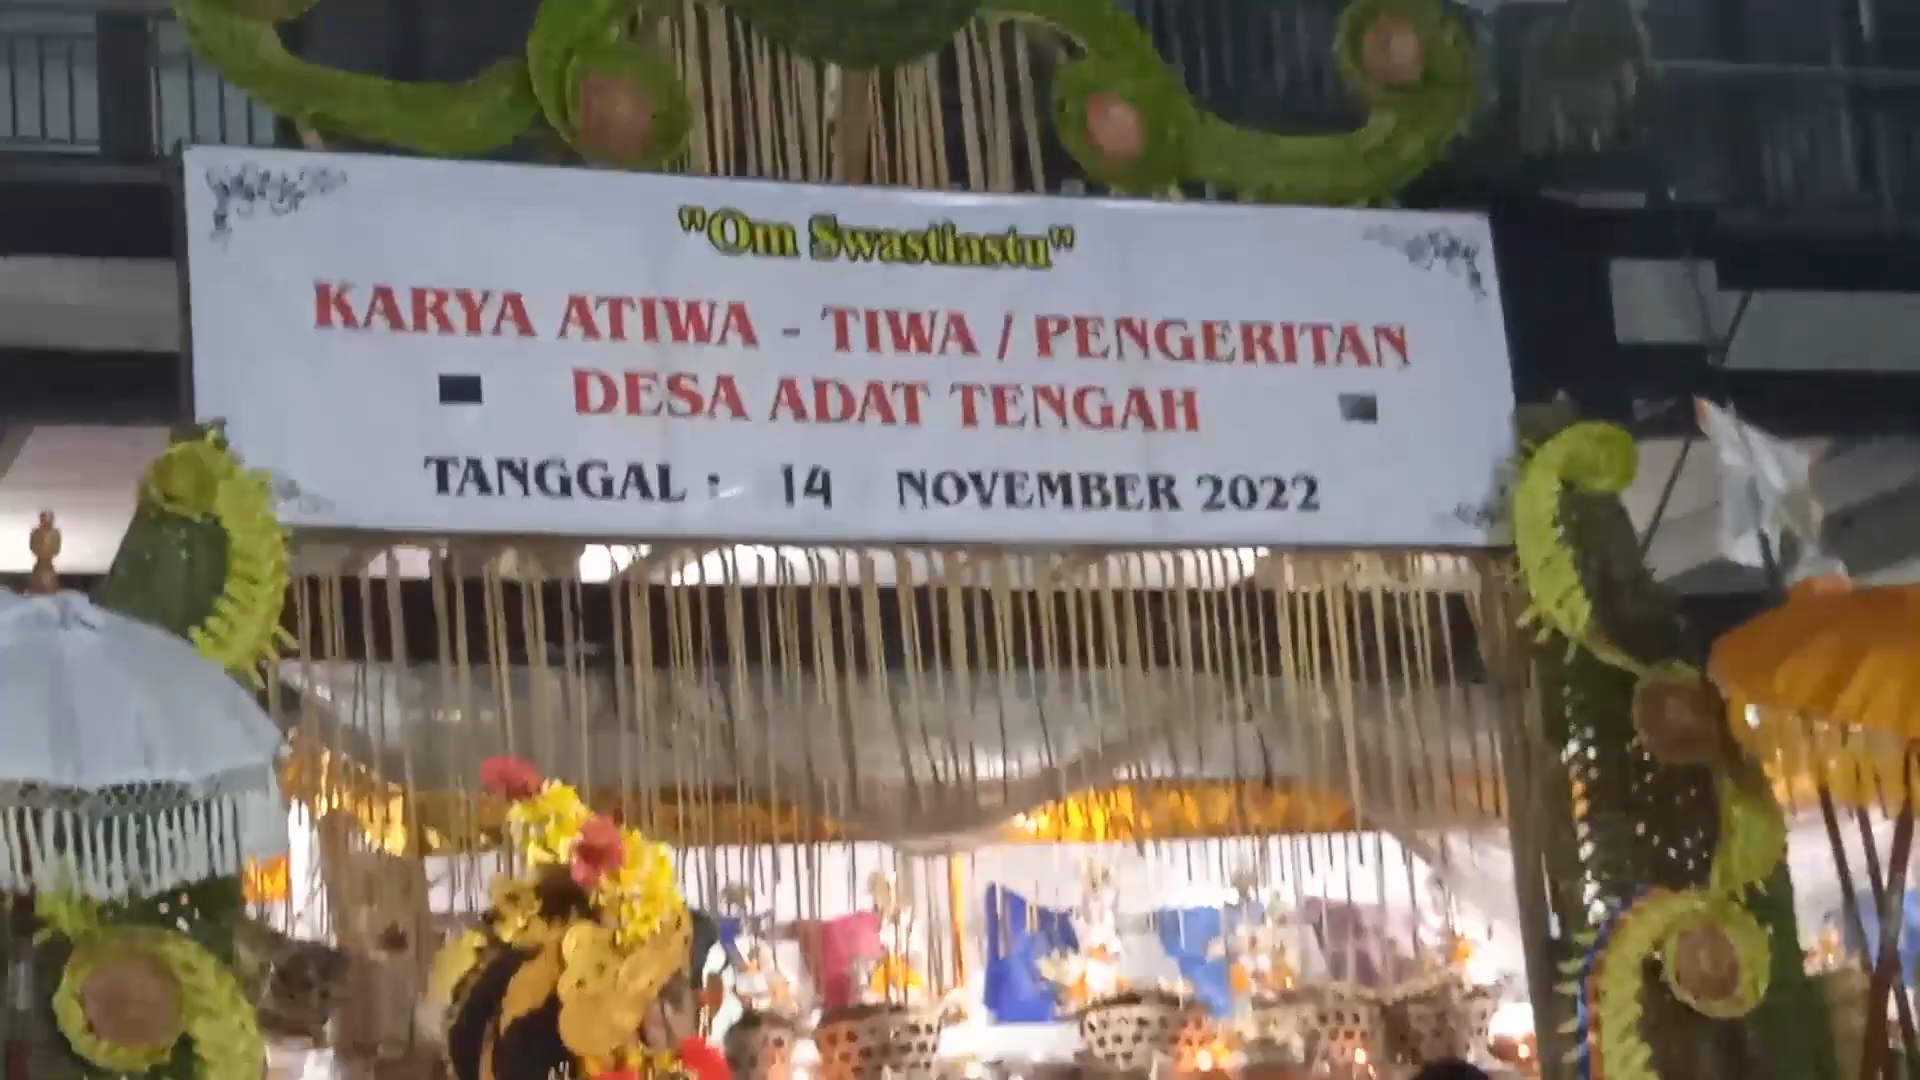 "Om Swastiastu"
KARYA ATIWA - TIWA / PENGERITAN
DESA ADAT TENGAH
TANGGAL : 14 NOVEMBER 2022